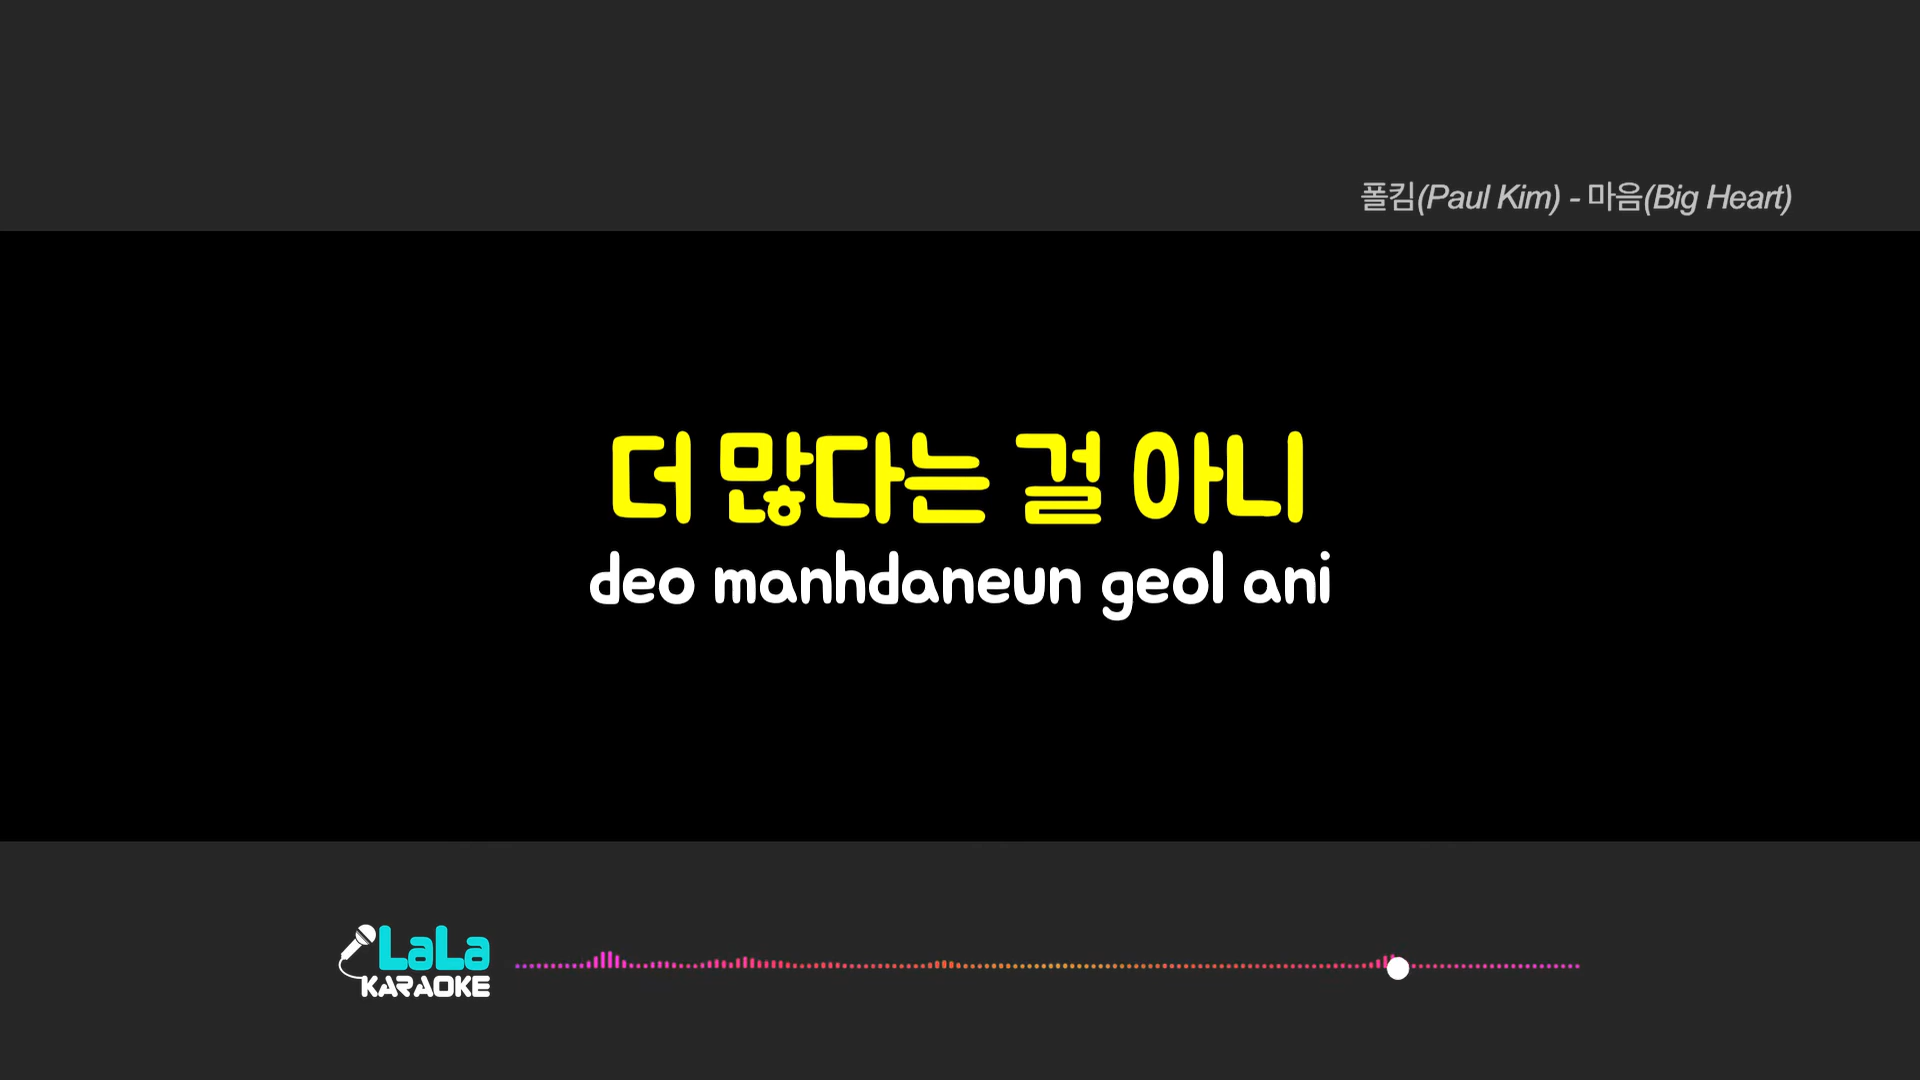 폴킴(Paul Kim) - 마음(Big Heart)
더 많다는 걸 아니
deo manhdaneun geol ani
LaLa
KARAOKE